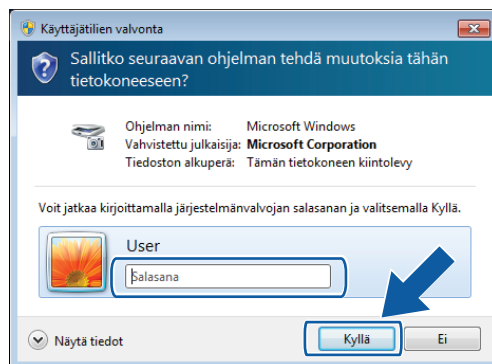 Käyttäjätilien valvonta
Sallitko seuraavan ohjelman tehdä muutoksia tähän
tietokoneeseen?
Ohjelman nimi: Microsoft Windows
Vahvistettu julkaisija: Microsoft Corporation
Tiedoston alkuperä: Tämän tietokoneen kiintolevy
Voit jatkaa kirjoittamalla järjestelmänvalvojan salasanan ja valitsemalla Kyllä.
User
Salasana
Näytä tiedot
Kyllä
Ei